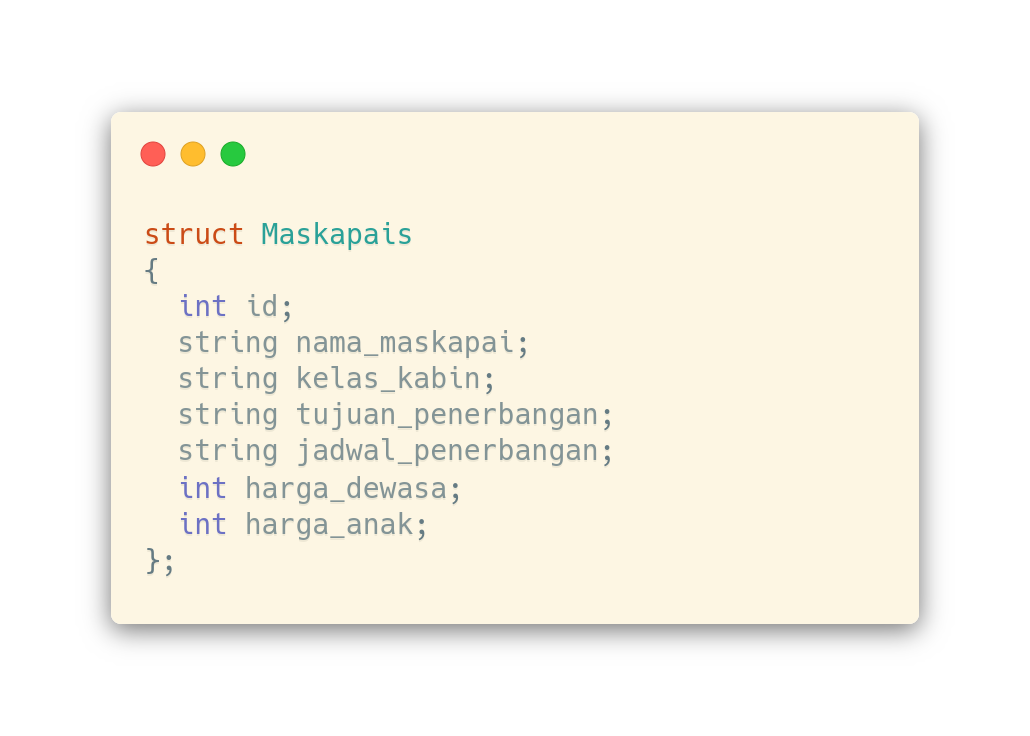 struct Maskapais
{
  int id;
  string nama_maskapai;
  string kelas_kabin;
  string tujuan_penerbangan;
  string jadwal_penerbangan;
  int harga_dewasa;
  int harga_anak;
};